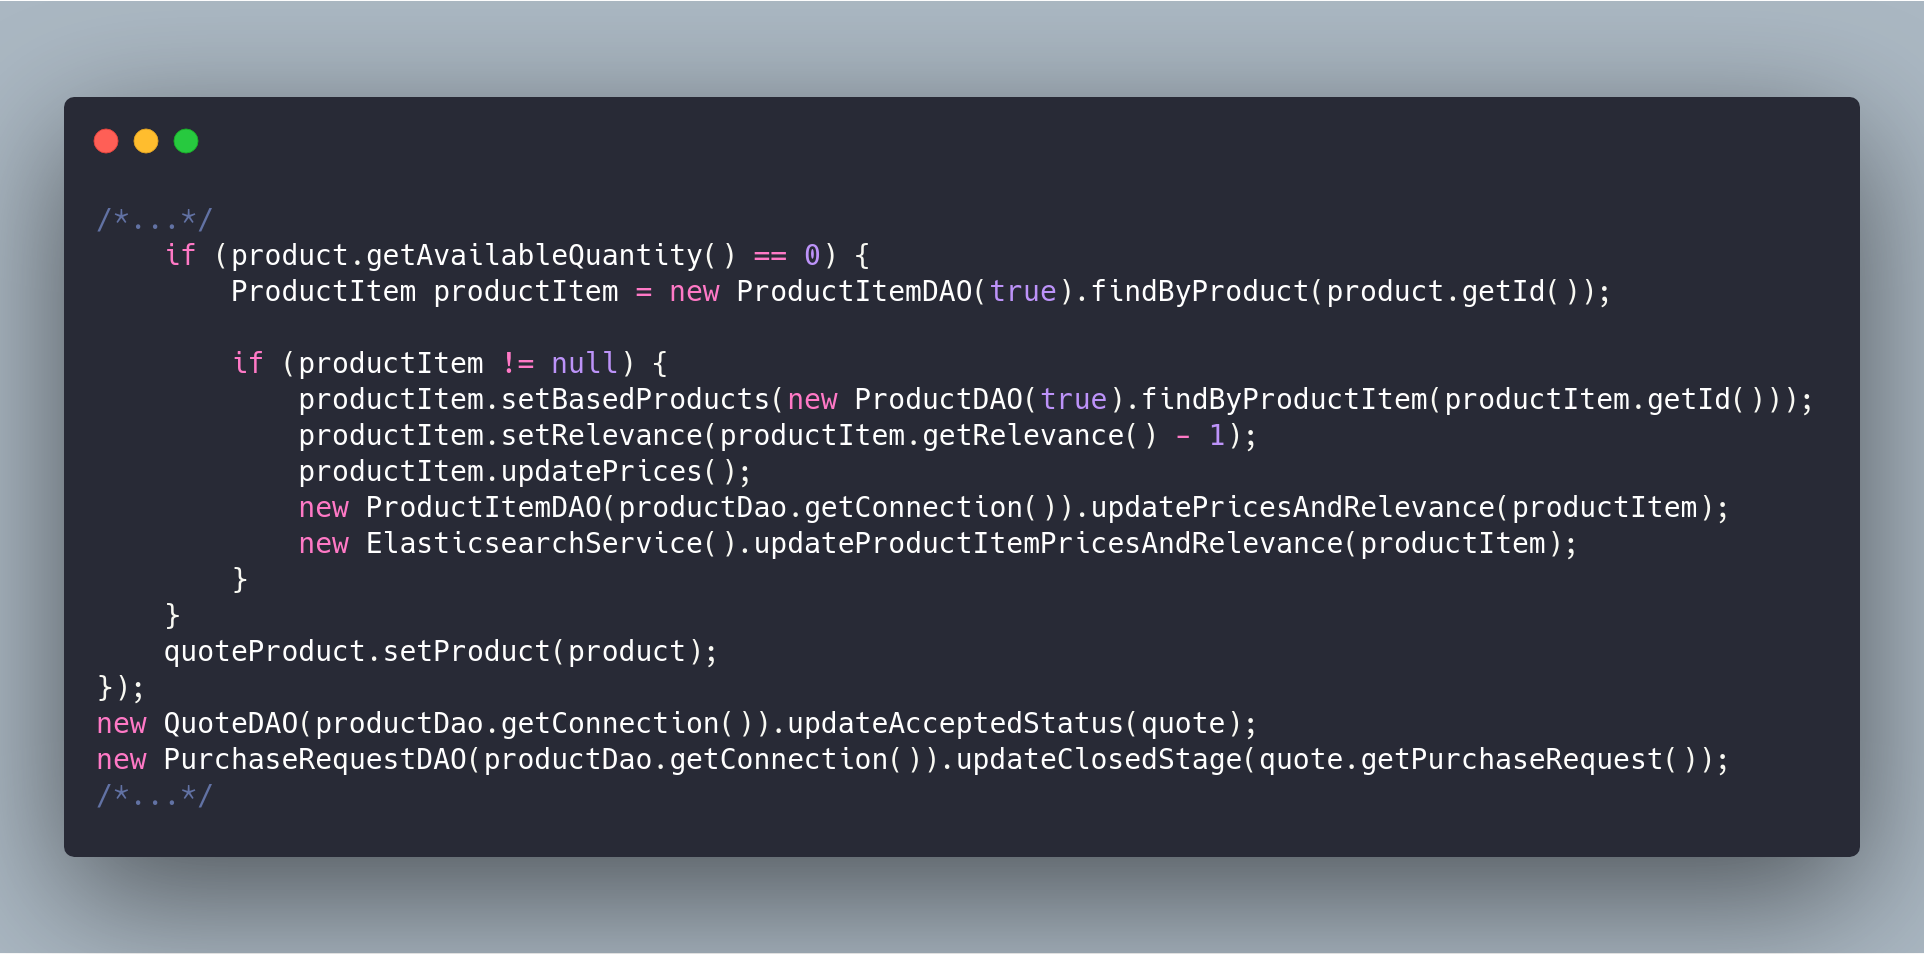 /*...*/
    if (product.getAvailableQuantity() == 0) {
        ProductItem productItem = new ProductItemDAO(true).findByProduct(product.getId());

        if (productItem != null) {
            productItem.setBasedProducts(new ProductDAO(true).findByProductItem(productItem.getId()));
            productItem.setRelevance(productItem.getRelevance() - 1);
            productItem.updatePrices();
            new ProductItemDAO(productDao.getConnection()).updatePricesAndRelevance(productItem);
            new ElasticsearchService().updateProductItemPricesAndRelevance(productItem);
        }
    }
    quoteProduct.setProduct(product);
});
new QuoteDAO(productDao.getConnection()).updateAcceptedStatus(quote);
new PurchaseRequestDAO(productDao.getConnection()).updateClosedStage(quote.getPurchaseRequest());
/*...*/